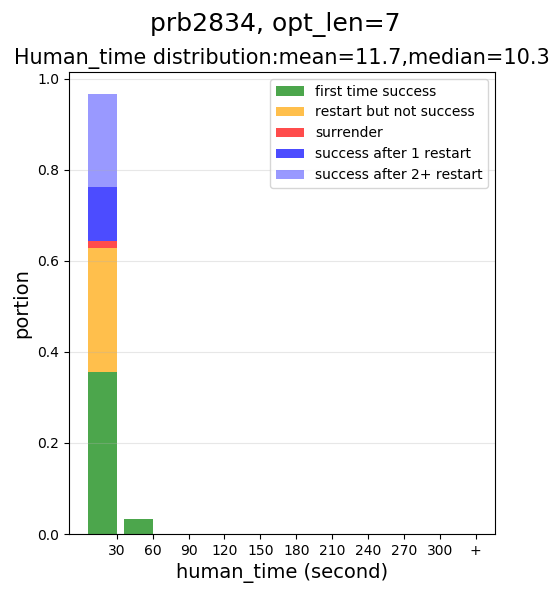 prb2834, opt_len=7
Human_time distribution:mean=11.7,median=10.3
first time success
restart but not success
surrender
success after 1 restart
success after 2+ restart
portion
1.0
0.8
0.6
0.4
0.2
0.0
30 60 90 120 150 180 210 240 270 300 +
human_time (second)